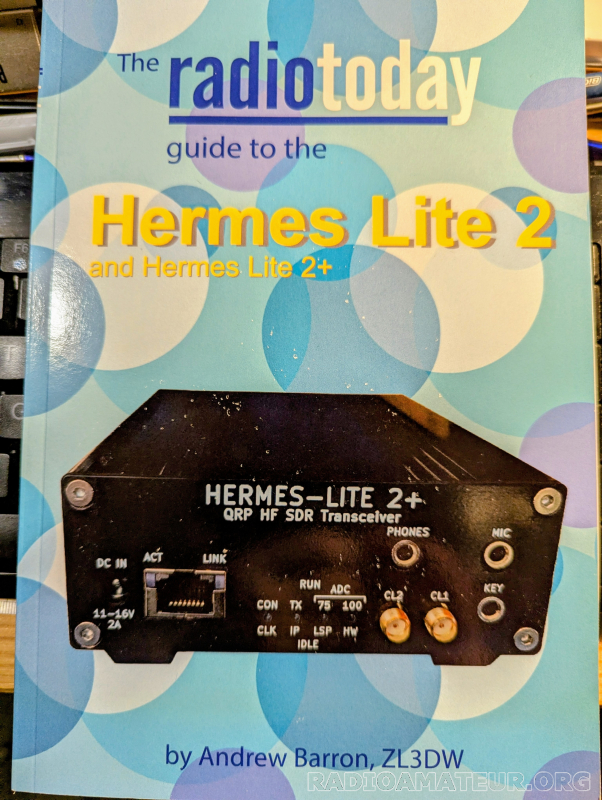 The radiotoday
guide to the
Hermes Lite 2
and Hermes Lite 2+
HERMES-LITE 2+
QRP HF SDR Transceiver
PHONES MIC
DC IN ACT LINK
RUN ADC
CON TX 75 100 CL2 CL1 KEY
11-16V
2A
CLK IP LSP HW
IDLE
by Andrew Barron, ZL3DW
RADIOAMATEUR.ORG